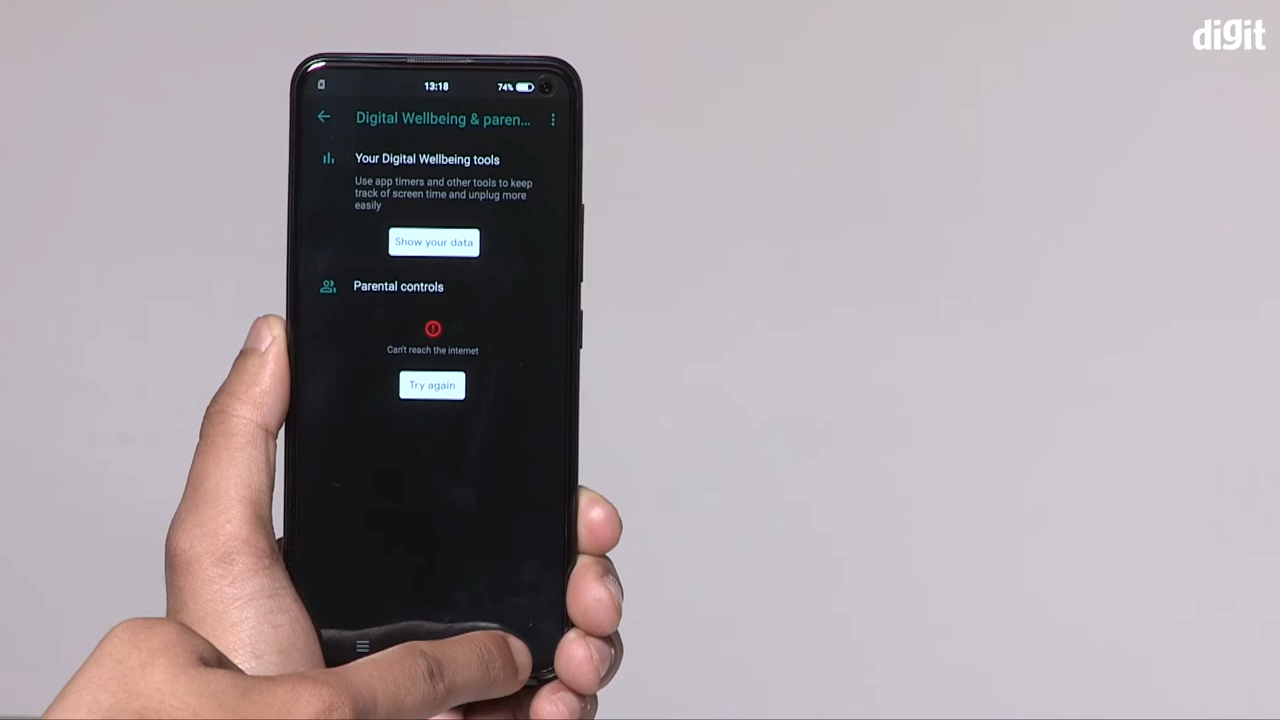 digit
13:18
74%
Digital Wellbeing & paren...
Your Digital Wellbeing tools
Use app timers and other tools to keep
track of screen time and unplug more
easily
Show your data
Parental controls
Can't reach the internet
Try again